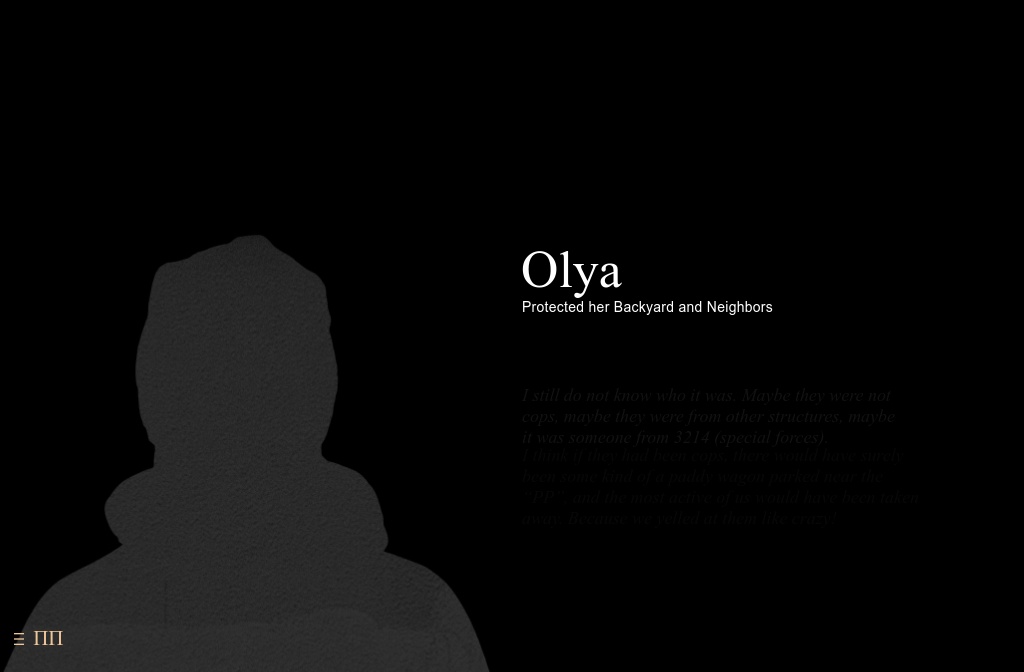 Olya
Protected her Backyard and Neighbors
I still do not know who it was. Maybe they were not
cops, maybe they were from other structures, maybe
it was someone from 3214 (special forces).
I think if they had been cops there would have surely
been some kind of a paddy wagon parked near the
"PP", and the most active of us would have been taken
away. Because we yelled at them like crazy!
ПП